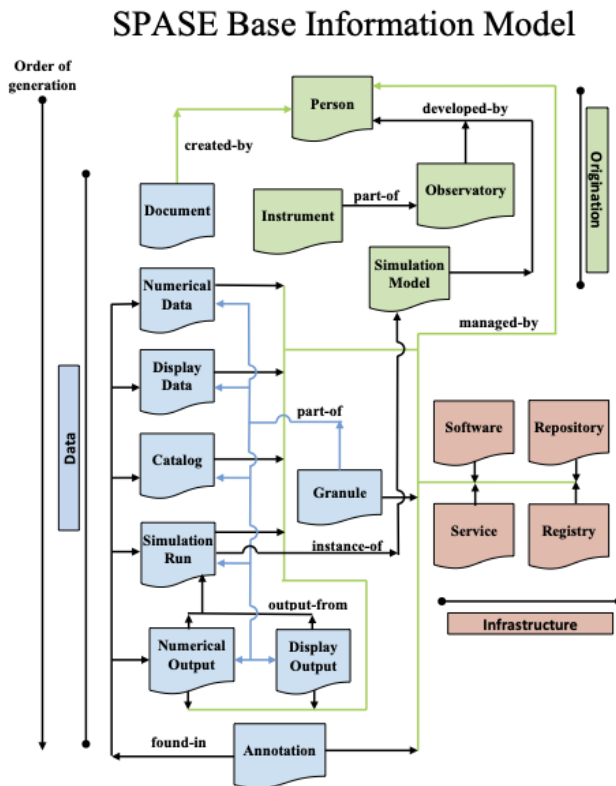 SPASE Base Information Model
Order of
generation
Person
developed-by
created-by
Origination
Document
Instrument
part-of
Observatory
Simulation
Model
Numerical
Data
managed-by
Display
Data
part-of
Software
Repository
Data
Catalog
Granule
Service
Registry
Simulation
Run
instance-of
output-from
Infrastructure
Numerical
Output
Display
Output
found-in
Annotation